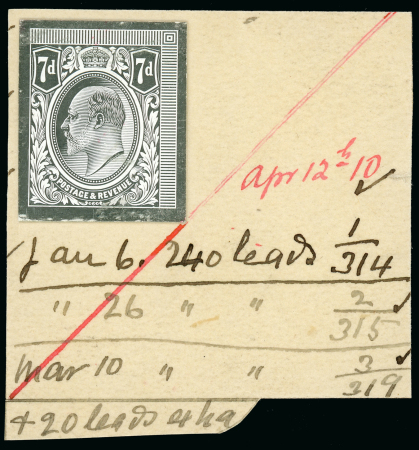 7d 7d
POSTAGE & REVENUE
Apr 12th 10 ✓
Jan 6. 240 leads 1/314
" 26 " " 2/315 ✓
Mar 10 " " 3/319 ✓
+ 20 leads